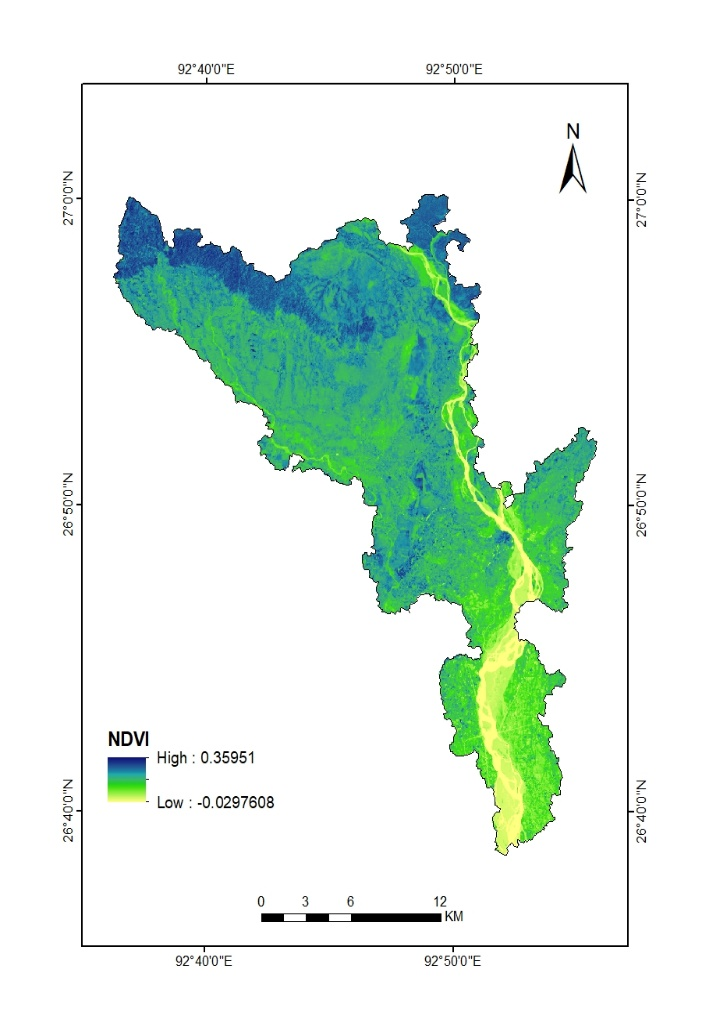 92°40'0"E 92°50'0"E
N
27°0'0"N 27°0'0"N
26°50'0"N 26°50'0"N
NDVI
High : 0.35951
Low : -0.0297608
26°40'0"N 26°40'0"N
0 3 6 12
KM
92°40'0"E 92°50'0"E